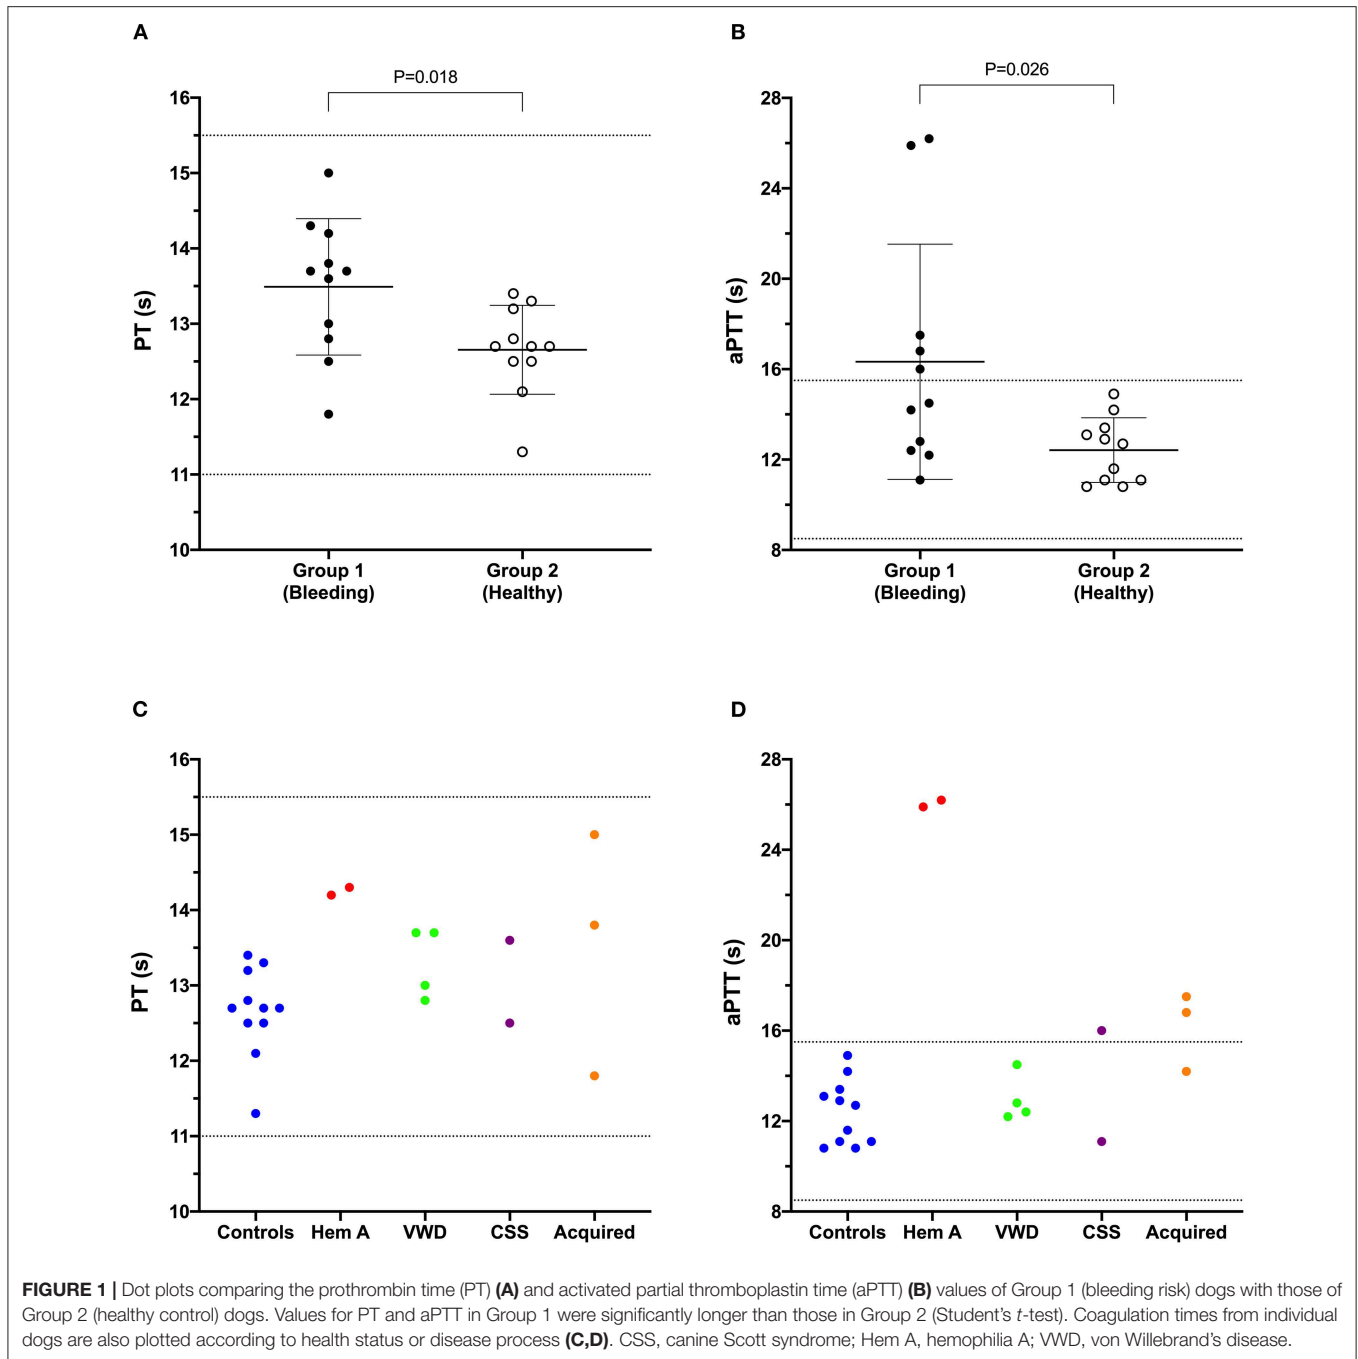 A
P=0.018
16
15
14
13
12
11
10
PT (s)
Group 1
(Bleeding)
Group 2
(Healthy)
B
P=0.026
28
24
20
16
12
8
aPTT (s)
Group 1
(Bleeding)
Group 2
(Healthy)
C
16
15
14
13
12
11
10
PT (s)
Controls
Hem A
VWD
CSS
Acquired
D
28
24
20
16
12
8
aPTT (s)
Controls
Hem A
VWD
CSS
Acquired
FIGURE 1 | Dot plots comparing the prothrombin time (PT) (A) and activated partial thromboplastin time (aPTT) (B) values of Group 1 (bleeding risk) dogs with those of
Group 2 (healthy control) dogs. Values for PT and aPTT in Group 1 were significantly longer than those in Group 2 (Student's t-test). Coagulation times from individual
dogs are also plotted according to health status or disease process (C,D). CSS, canine Scott syndrome; Hem A, hemophilia A; VWD, von Willebrand's disease.